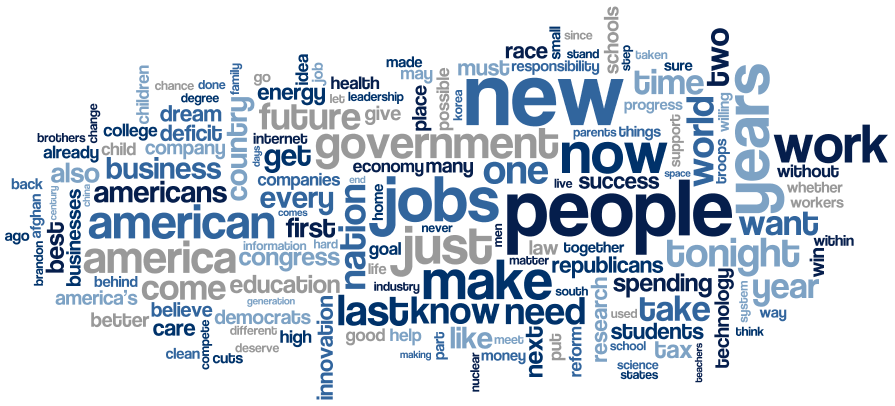 since
small
schools
race
stand
step
taken
two
made
idea
job
may
must
responsibility
sure
children
chance
done
family
go
health
let
leadership
energy
degree
possible
korea
new
time
years
progress
willing
world
troops
support
place
future
give
dream
country
college
deficit
change
brothers
internet
government
parents
things
now
work
already
child
company
days
get
economy
many
one
space
without
also
business
companies
end
live
success
whether
workers
back
century
china
americans
every
nation
home
jobs
people
want
afghan
businesses
american
comes
first
never
men
ago
best
brandon
information
hard
goal
just
law
together
tonight
within
win
america
congress
life
matter
republicans
behind
come
education
industry
make
south
spending
technology
system
year
america's
generation
last
know
need
research
used
take
way
better
believe
democrats
innovation
care
different
high
good
help
part
like
meet
next
put
reform
students
think
clean
compete
deserve
cuts
making
nuclear
money
school
tax
teachers
science
states